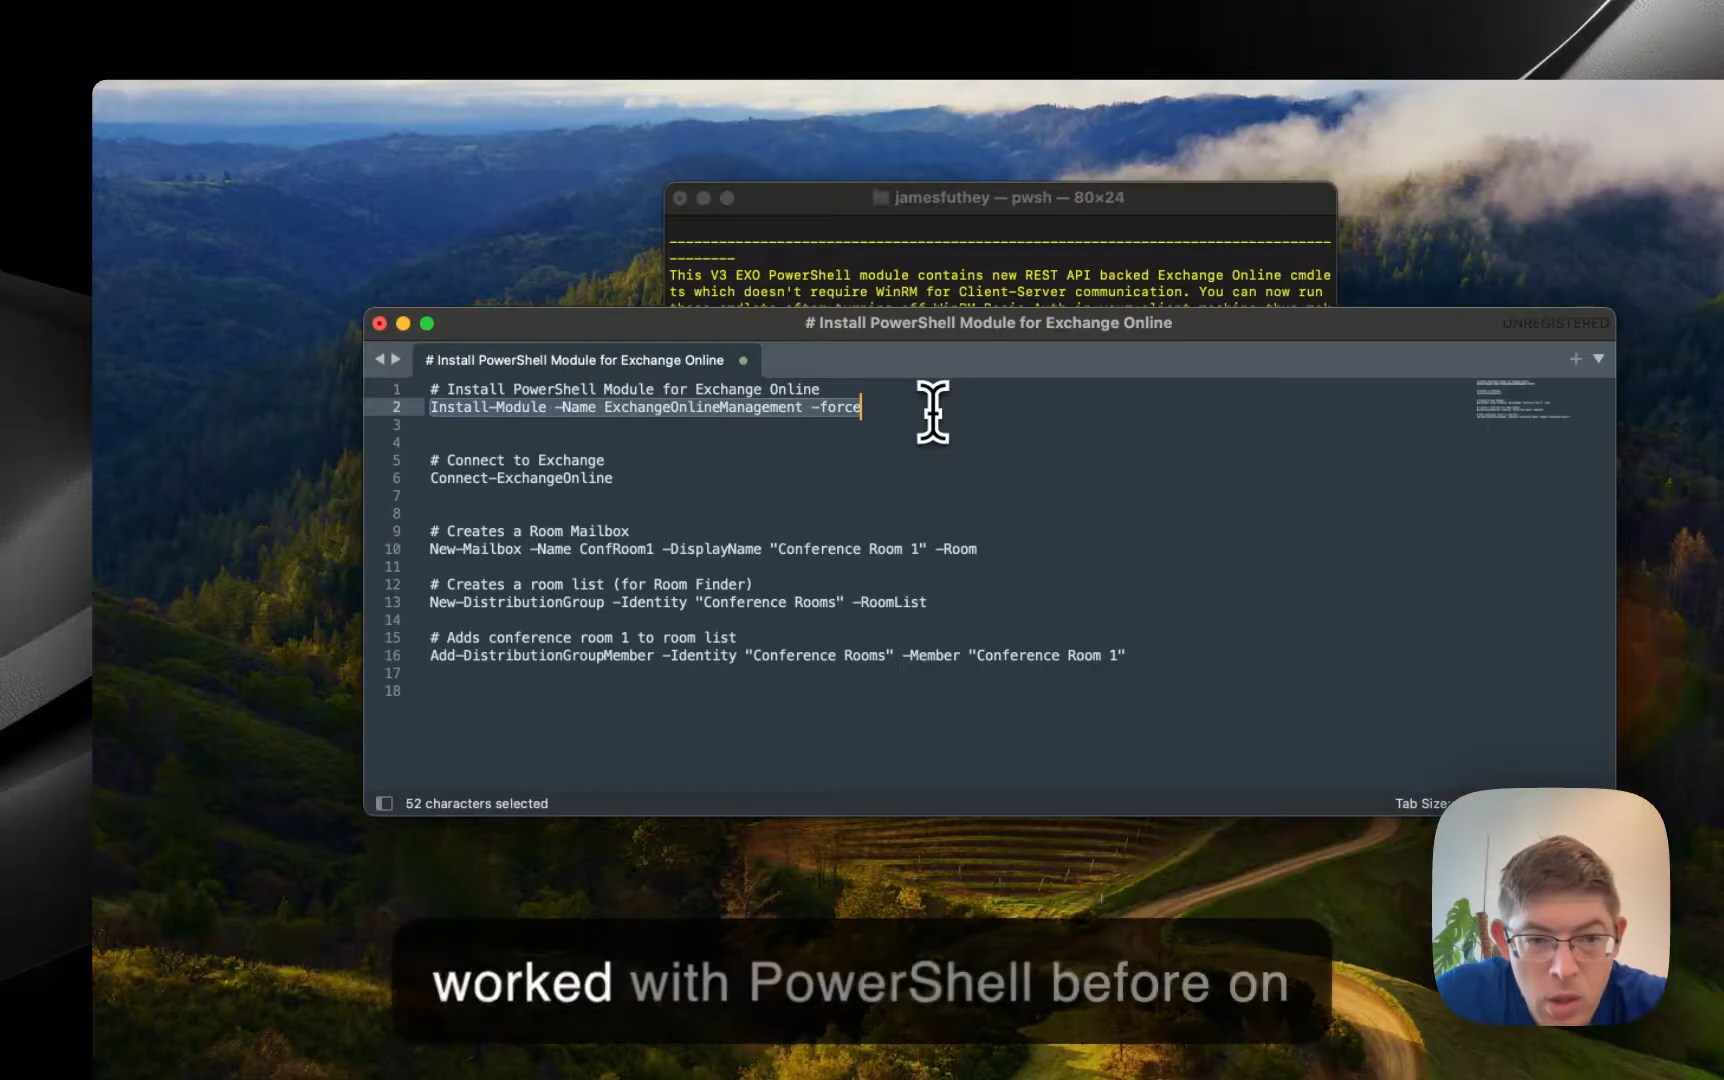 jamesfuthey — pwsh — 80×24
This V3 EXO PowerShell module contains new REST API backed Exchange Online cmdle
ts which doesn't require WinRM for Client-Server communication. You can now run
# Install PowerShell Module for Exchange Online
UNREGISTERED
# Install PowerShell Module for Exchange Online
1 # Install PowerShell Module for Exchange Online
2 Install-Module -Name ExchangeOnlineManagement -force
3
4
5 # Connect to Exchange
6 Connect-ExchangeOnline
7
8
9 # Creates a Room Mailbox
10 New-Mailbox -Name ConfRoom1 -DisplayName "Conference Room 1" -Room
11
12 # Creates a room list (for Room Finder)
13 New-DistributionGroup -Identity "Conference Rooms" -RoomList
14
15 # Adds conference room 1 to room list
16 Add-DistributionGroupMember -Identity "Conference Rooms" -Member "Conference Room 1"
17
18
52 characters selected
Tab Size:
worked with PowerShell before on